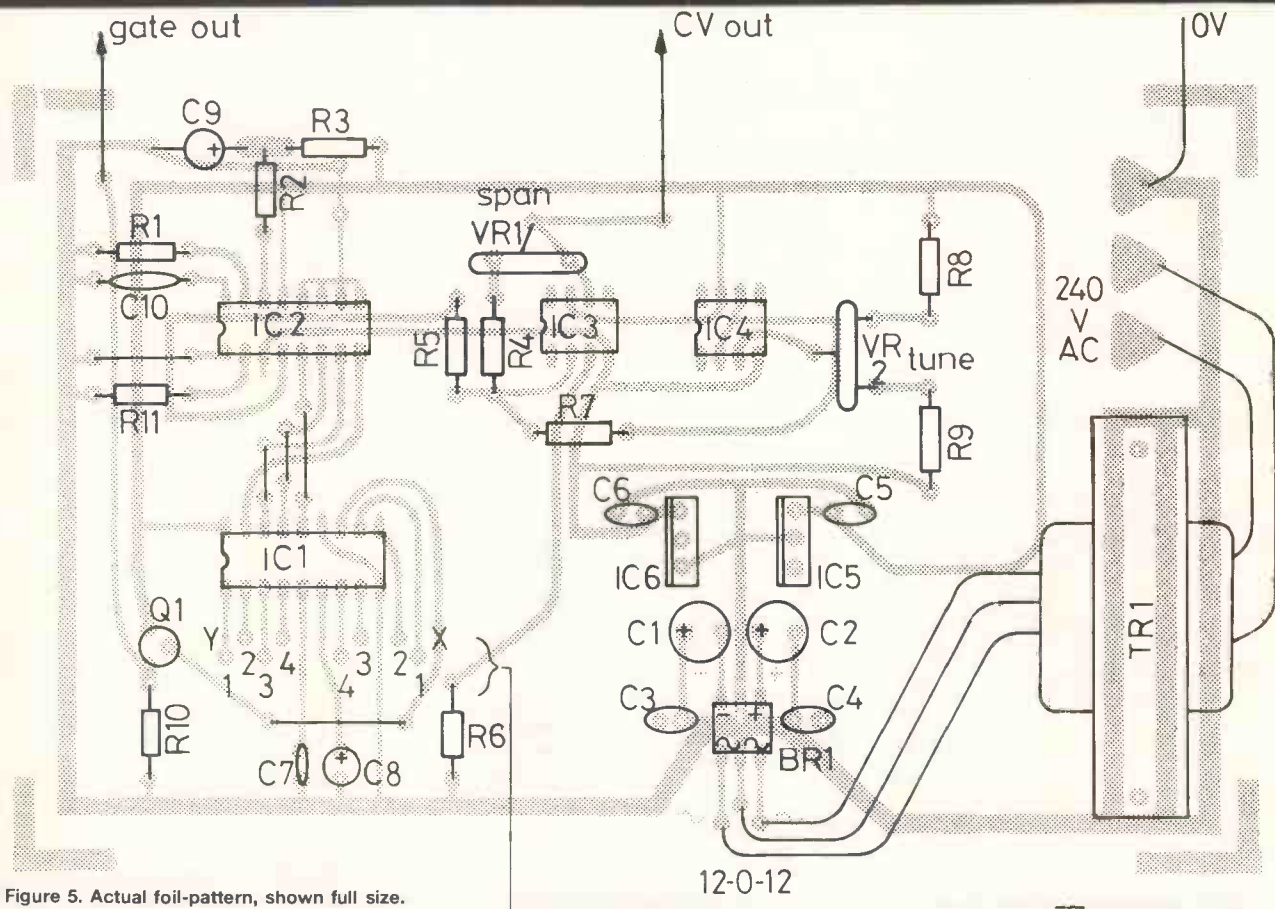 gate out
CV out
0V
C9
R3
R2
span
VR1
R1
C10
R8
240
V
AC
IC2
R5
R4
IC3
IC4
VR
2
tune
R11
R7
R9
C6
C5
IC1
IC6
IC5
Q1
Y
2
4
3
2
X
1
3
4
1
C1
+
+
C2
TR1
R10
R6
C3
- +
C4
BR1
C7
+
C8
12-0-12
Figure 5. Actual foil-pattern, shown full size.